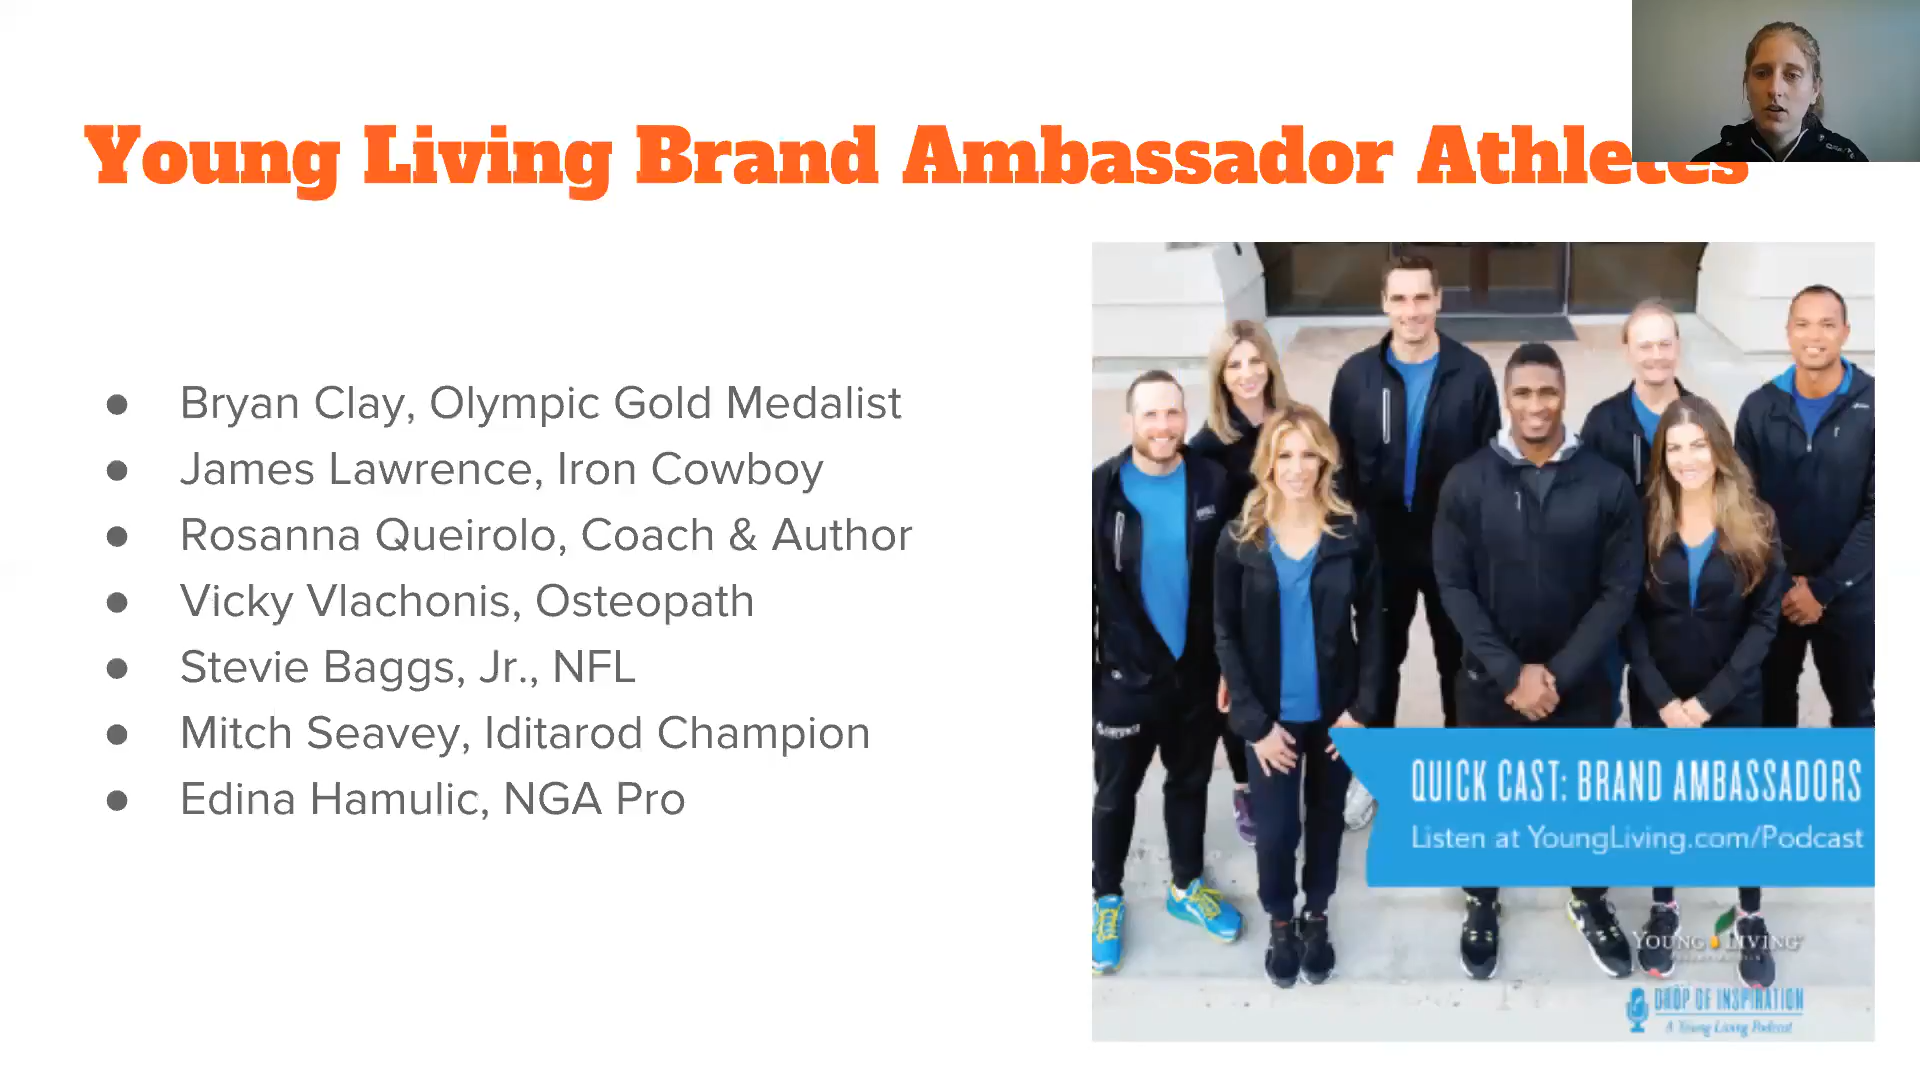 Young Living Brand Ambassador Athletes
Bryan Clay, Olympic Gold Medalist
James Lawrence, Iron Cowboy
Rosanna Queirolo, Coach & Author
Vicky Vlachonis, Osteopath
Stevie Baggs, Jr., NFL
Mitch Seavey, Iditarod Champion
Edina Hamulic, NGA Pro
QUICK CAST: BRAND AMBASSADORS
Listen at YoungLiving.com/Podcast
YOUNG LIVING
DROP OF INSPIRATION
A Young Living Podcast